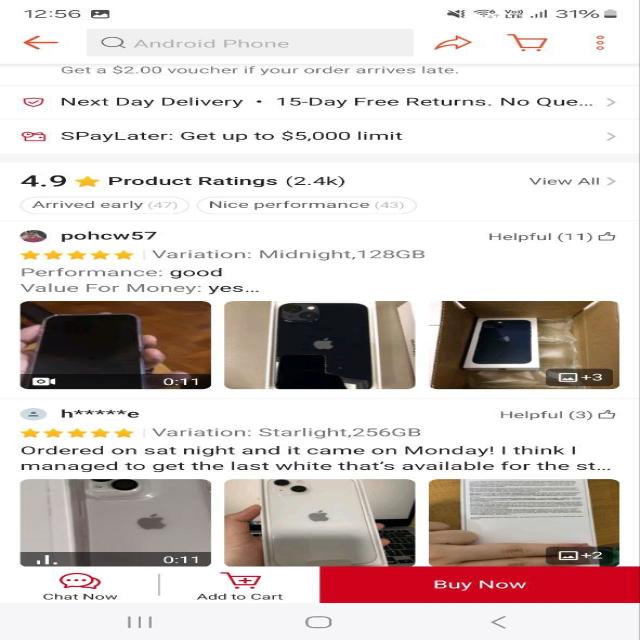 12:56
Vo))
LTE
31%
Android Phone
Get a $2.00 voucher if your order arrives late.
Next Day Delivery • 15-Day Free Returns. No Que...
SPayLater: Get up to $5,000 limit
4.9 Product Ratings (2.4k) View All
Arrived early (47) Nice performance (43)
pohcw57 Helpful (11)
Variation: Midnight,128GB
Performance: good
Value For Money: yes...
0:11
+3
h*****e Helpful (3)
Variation: Starlight,256GB
Ordered on sat night and it came on Monday! I think I
managed to get the last white that's available for the st...
0:11
+2
Chat Now
Add to Cart
Buy Now